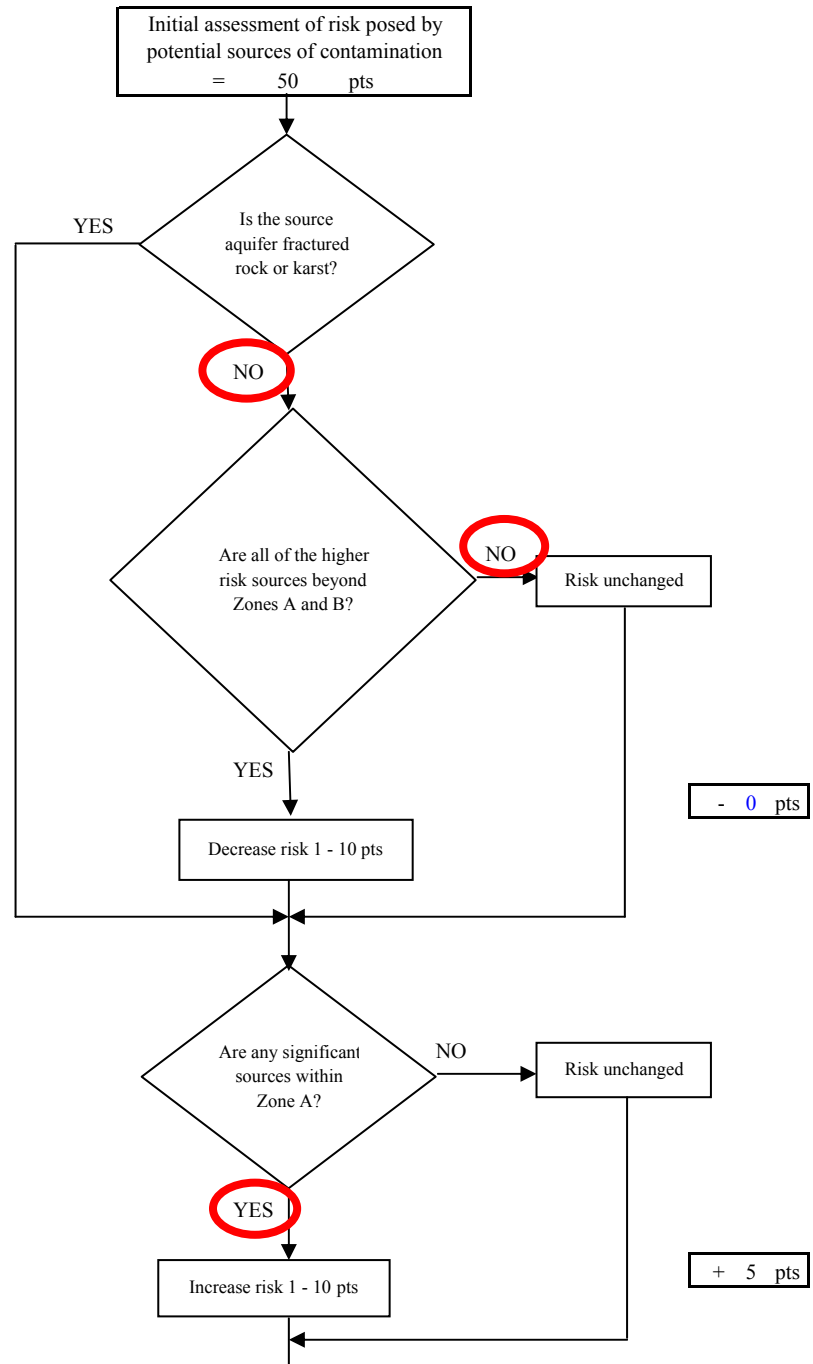 Initial assessment of risk posed by
potential sources of contamination
= 50 pts
YES
Is the source
aquifer fractured
rock or karst?
NO
Are all of the higher
risk sources beyond
Zones A and B?
NO
Risk unchanged
YES
- 0 pts
Decrease risk 1 - 10 pts
Are any significant
sources within
Zone A?
NO
Risk unchanged
YES
+ 5 pts
Increase risk 1 - 10 pts